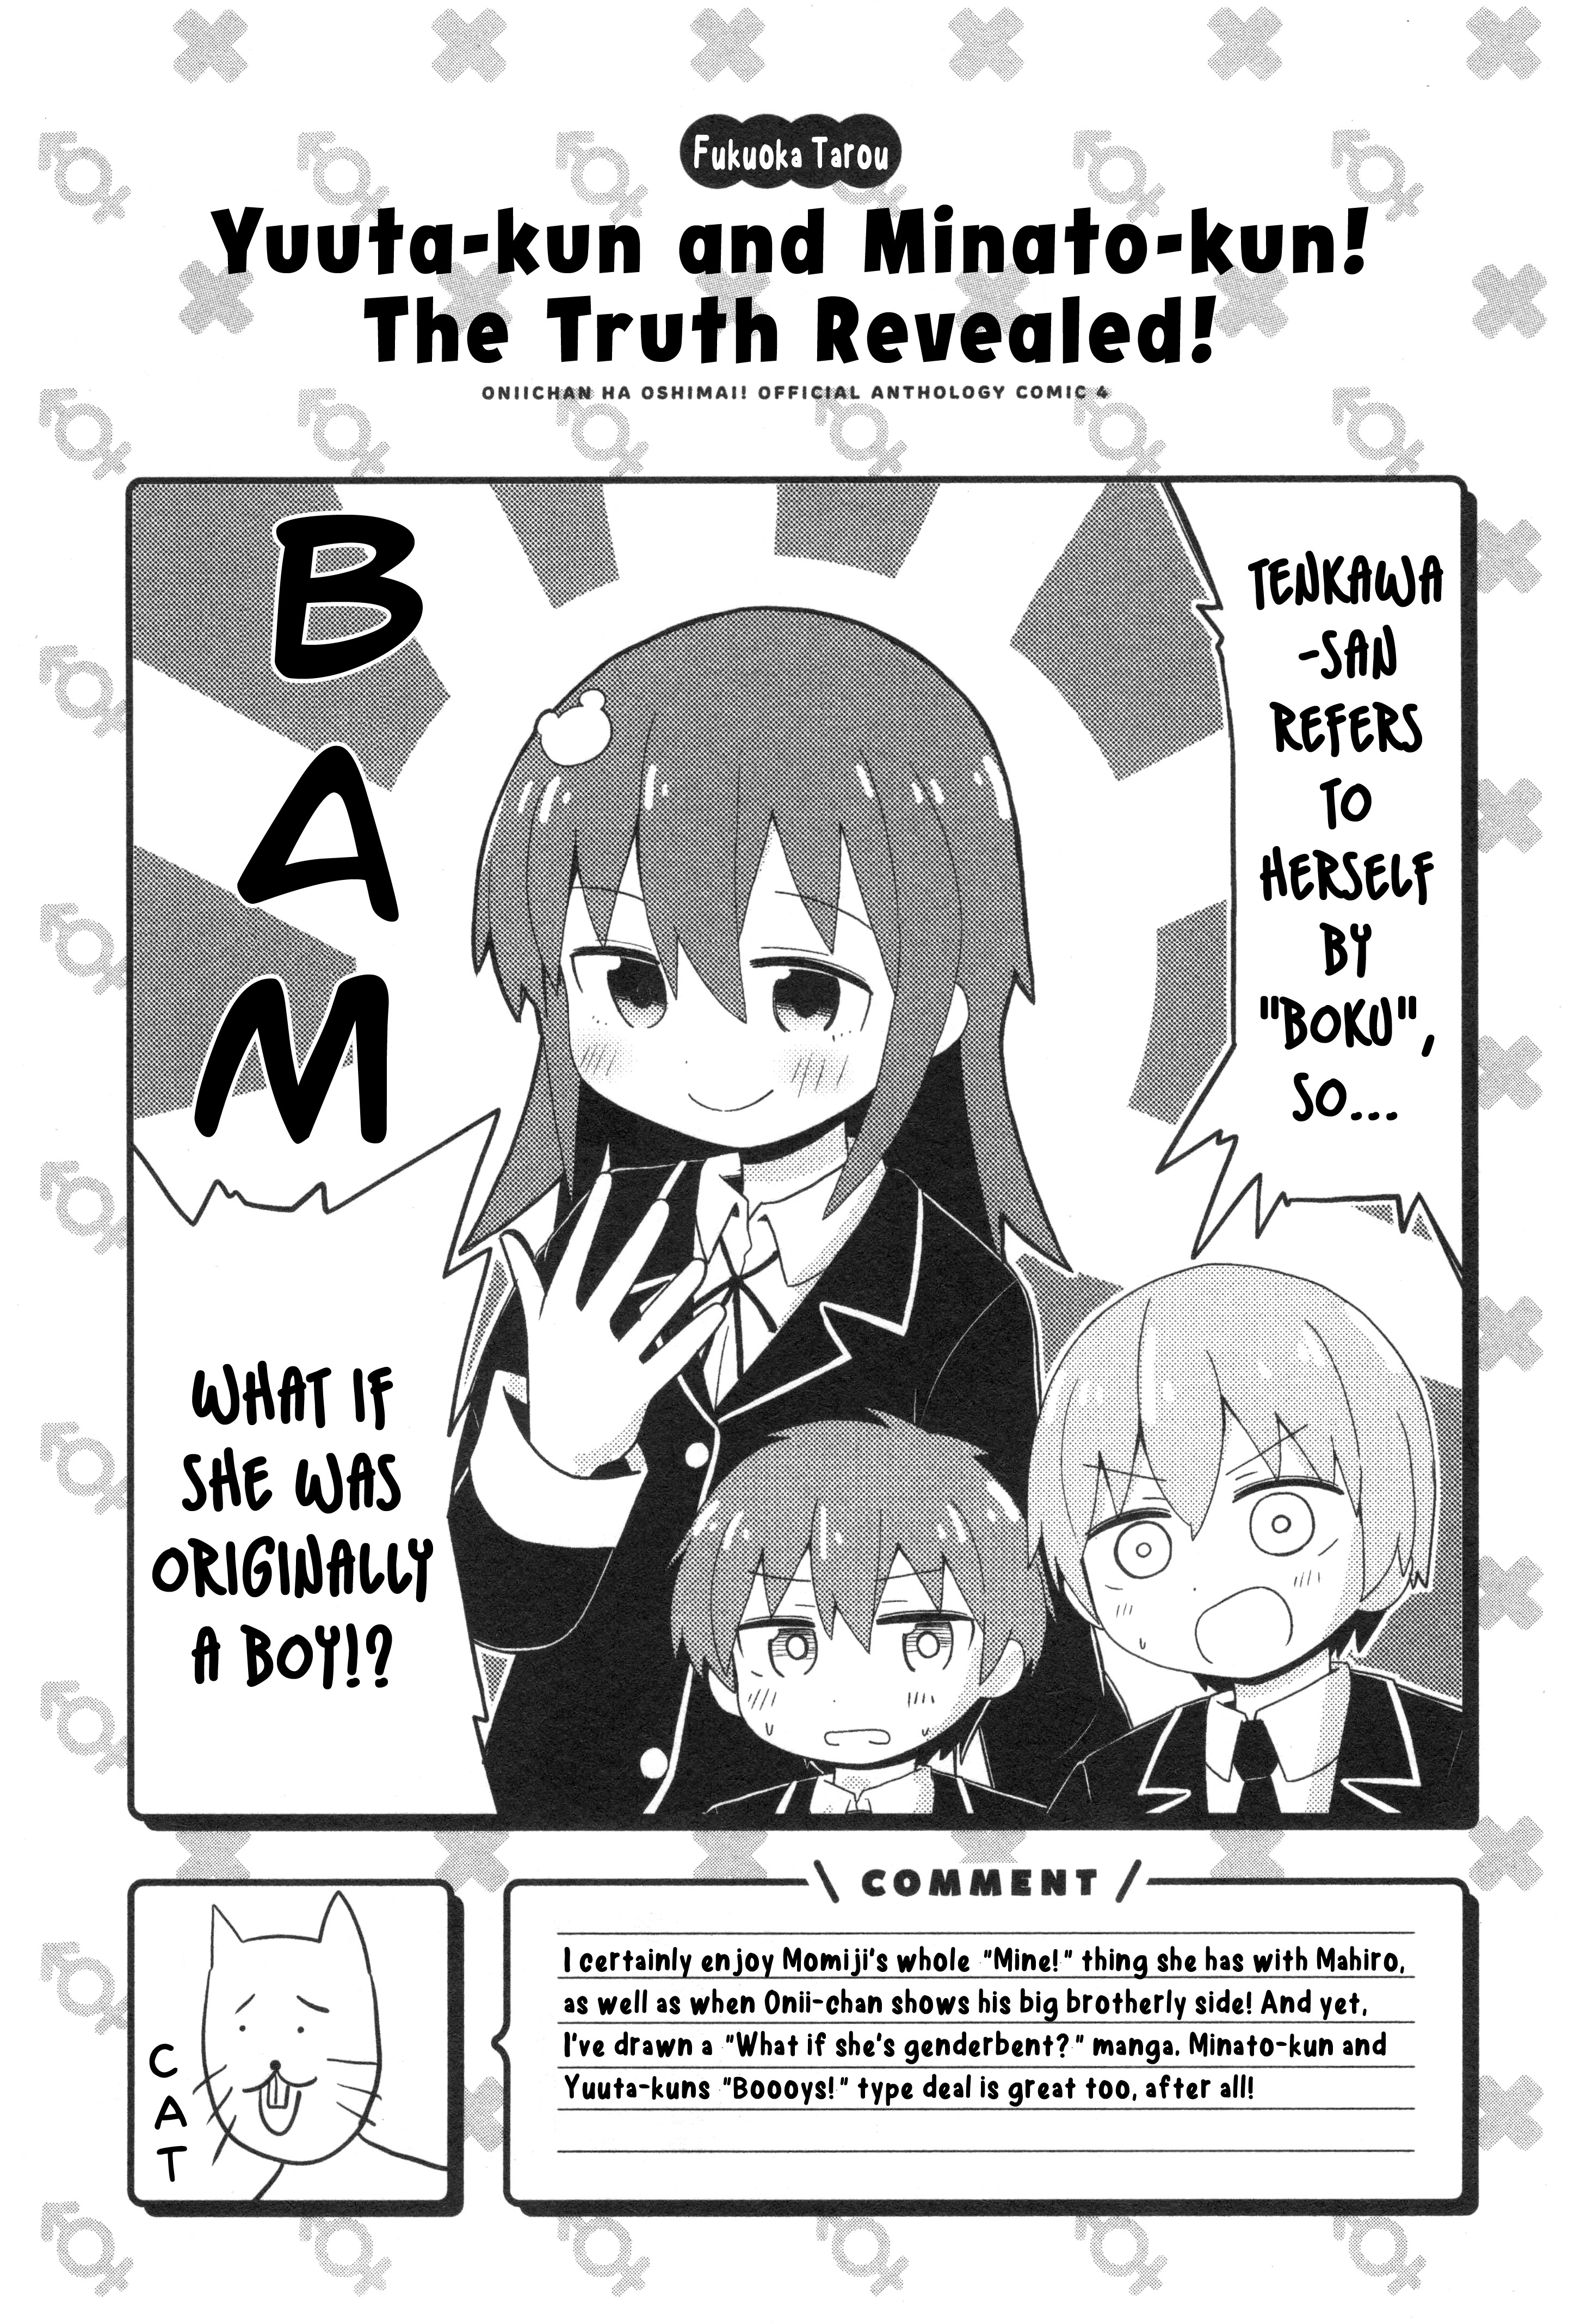 Fukuoka Tarou
Yuuta-kun and Minato-kun!
The Truth Revealed!
ONIICHAN HA OSHIMAI! OFFICIAL ANTHOLOGY COMIC 4
TENKAWA
-SAN
REFERS
TO
HERSELF
BY
"BOKU",
SO...
B
A
M
WHAT IF
SHE WAS
ORIGINALLY
A BOY!?
C
A
T
\ COMMENT /
I certainly enjoy Momiji's whole "Mine!" thing she has with Mahiro,
as well as when Onii-chan shows his big brotherly side! And yet,
I've drawn a "What if she's genderbent?" manga. Minato-kun and
Yuuta-kuns "Boooys!" type deal is great too, after all!